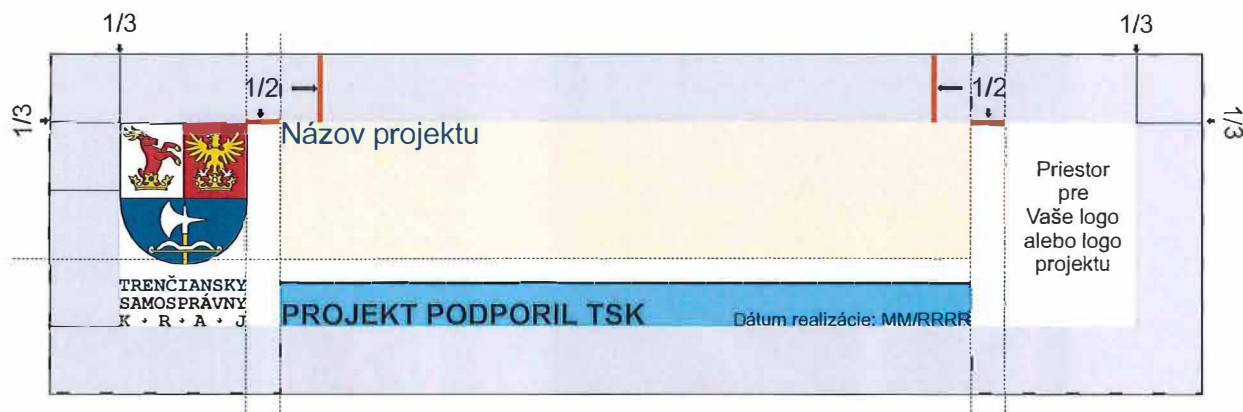 1/3
1/3
1/2
1/2
1/3
1/3
Názov projektu
Priestor
pre
Vaše logo
alebo logo
projektu
TRENČIANSKY
SAMOSPRÁVNY
K • R • A • J
PROJEKT PODPORIL TSK
Dátum realizácie: MM/RRRR